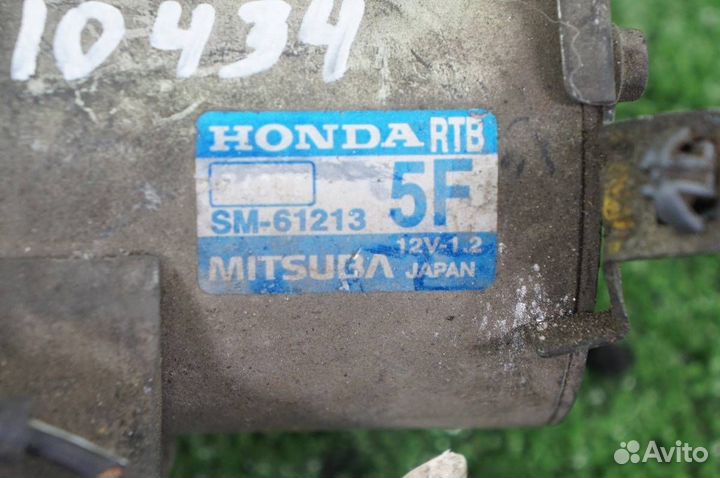 10434
HONDA RTB
5F
SM-61213
12V-1.2
MITSUBA JAPAN
Avito